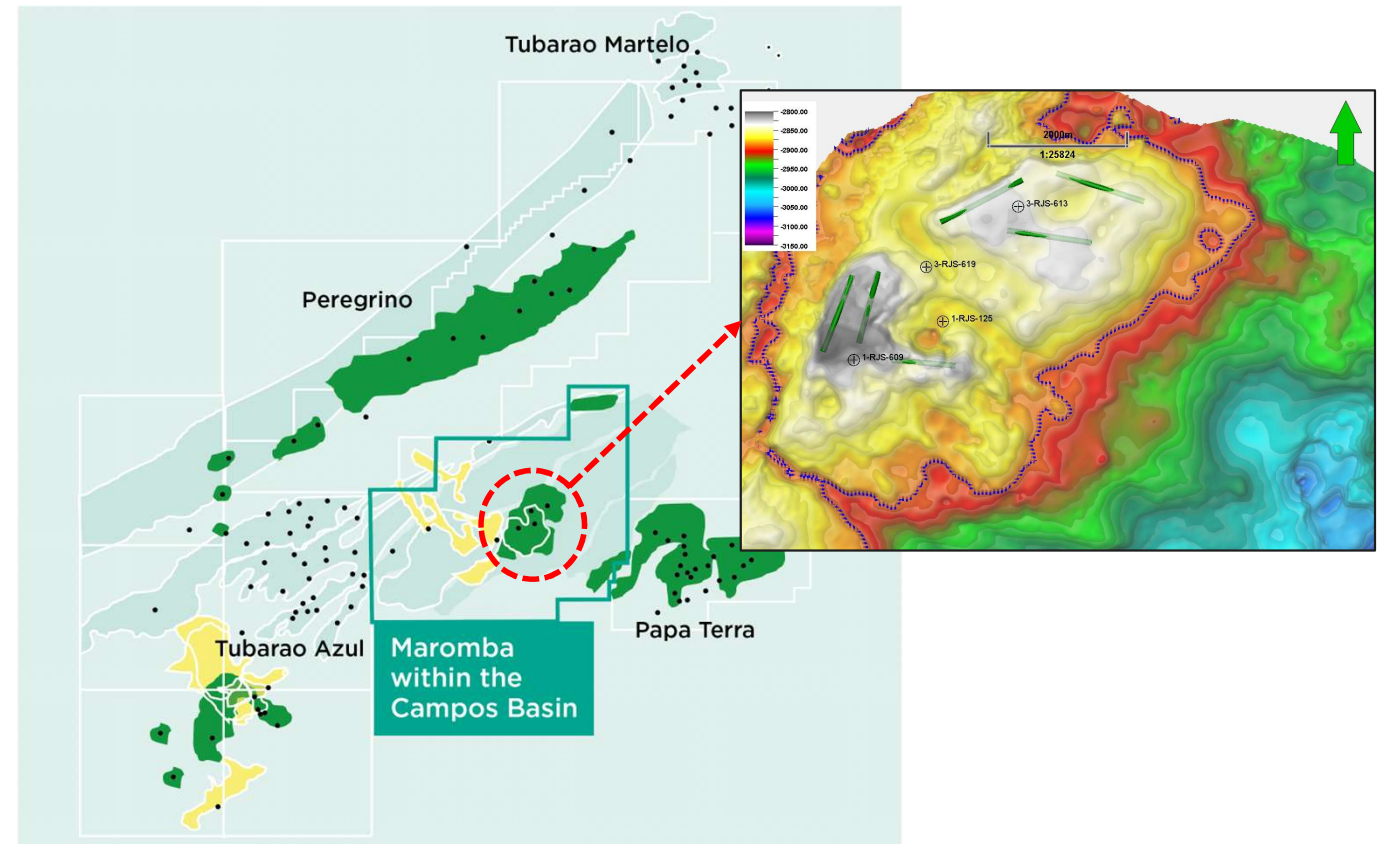 Tubarao Martelo
Peregrino
Tubarao Azul
Maromba
within the
Campos Basin
Papa Terra
-2800.00
-2850.00
-2900.00
-2950.00
-3000.00
-3050.00
-3100.00
-3150.00
2000m
1:25824
3-RJS-613
3-RJS-619
1-RJS-125
1-RJS-609